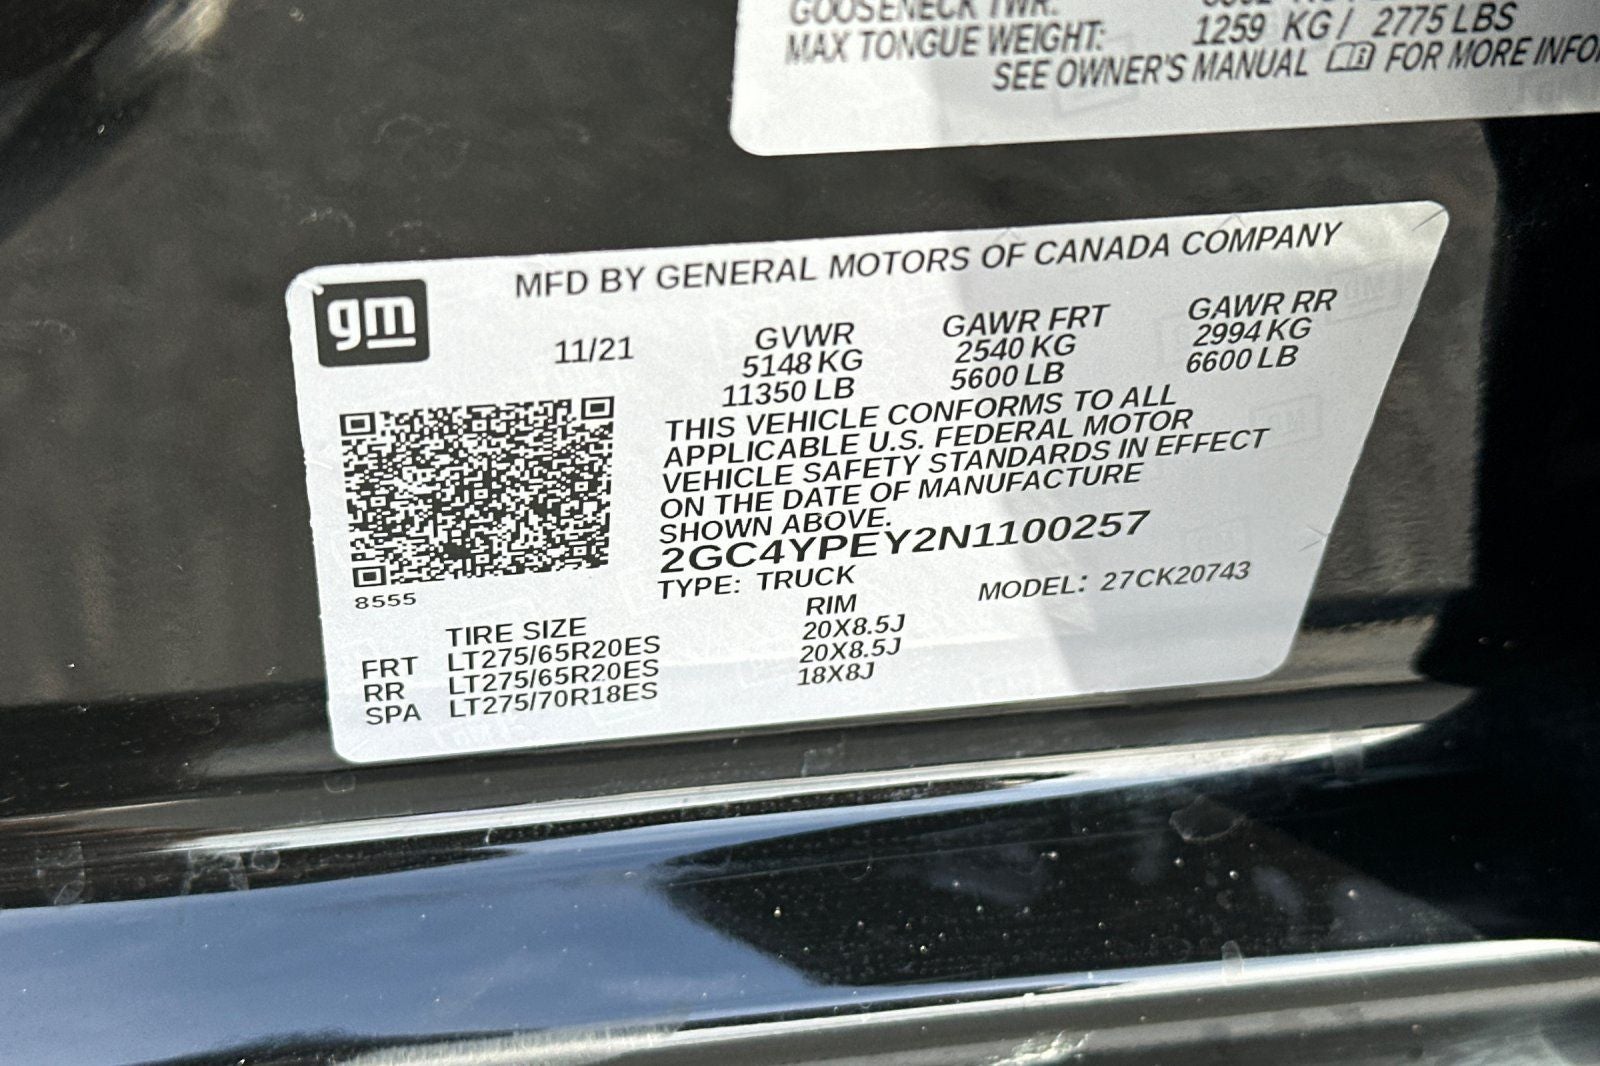 GOOSENECK TWR:
MAX TONGUE WEIGHT: 1259 KG / 2775 LBS
SEE OWNER'S MANUAL FOR MORE
gm
MFD BY GENERAL MOTORS OF CANADA COMPANY
11/21 GVWR GAWR FRT GAWR RR
5148 KG 2540 KG 2994 KG
11350 LB 5600 LB 6600 LB
THIS VEHICLE CONFORMS TO ALL
APPLICABLE U.S. FEDERAL MOTOR
VEHICLE SAFETY STANDARDS IN EFFECT
ON THE DATE OF MANUFACTURE
SHOWN ABOVE.
2GC4YPEY2N1100257
TYPE: TRUCK MODEL: 27CK20743
8555
TIRE SIZE RIM
FRT LT275/65R20ES 20X8.5J
RR LT275/65R20ES 20X8.5J
SPA LT275/70R18ES 18X8J